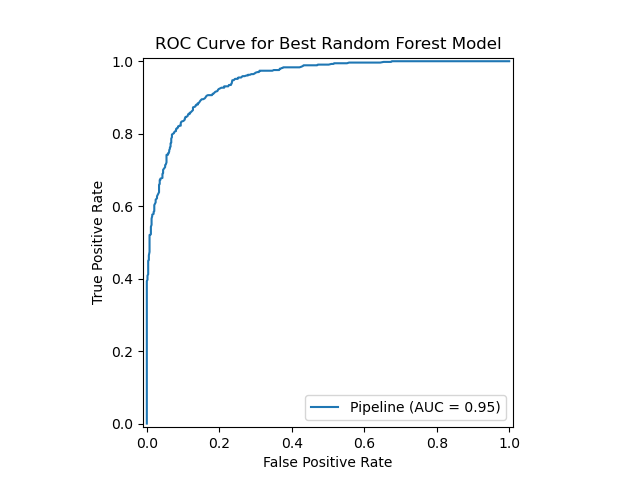 ROC Curve for Best Random Forest Model
1.0
0.8
0.6
0.4
0.2
0.0
True Positive Rate
Pipeline (AUC = 0.95)
0.0 0.2 0.4 0.6 0.8 1.0
False Positive Rate